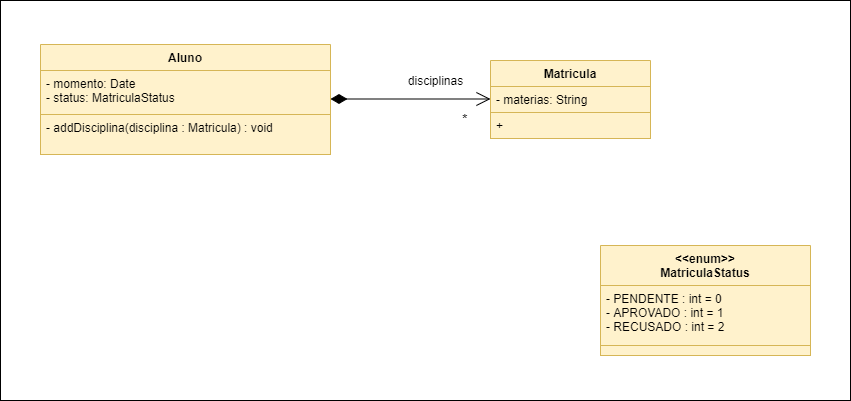 Aluno
- momento: Date
- status: MatriculaStatus
- addDisciplina(disciplina : Matricula) : void
disciplinas
*
Matricula
- materias: String
+
<<enum>>
MatriculaStatus
- PENDENTE : int = 0
- APROVADO : int = 1
- RECUSADO : int = 2